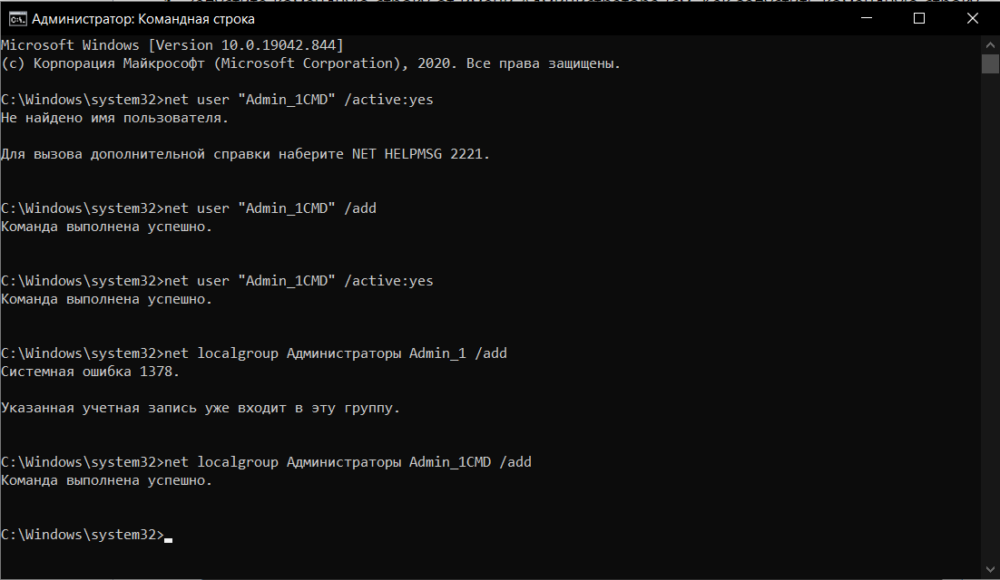 Администратор: Командная строка
Microsoft Windows [Version 10.0.19042.844]
(c) Корпорация Майкрософт (Microsoft Corporation), 2020. Все права защищены.
C:\Windows\system32>net user "Admin_1CMD" /active:yes
Не найдено имя пользователя.
Для вызова дополнительной справки наберите NET HELPMSG 2221.
C:\Windows\system32>net user "Admin_1CMD" /add
Команда выполнена успешно.
C:\Windows\system32>net user "Admin_1CMD" /active:yes
Команда выполнена успешно.
C:\Windows\system32>net localgroup Администраторы Admin_1 /add
Системная ошибка 1378.
Указанная учетная запись уже входит в эту группу.
C:\Windows\system32>net localgroup Администраторы Admin_1CMD /add
Команда выполнена успешно.
C:\Windows\system32>